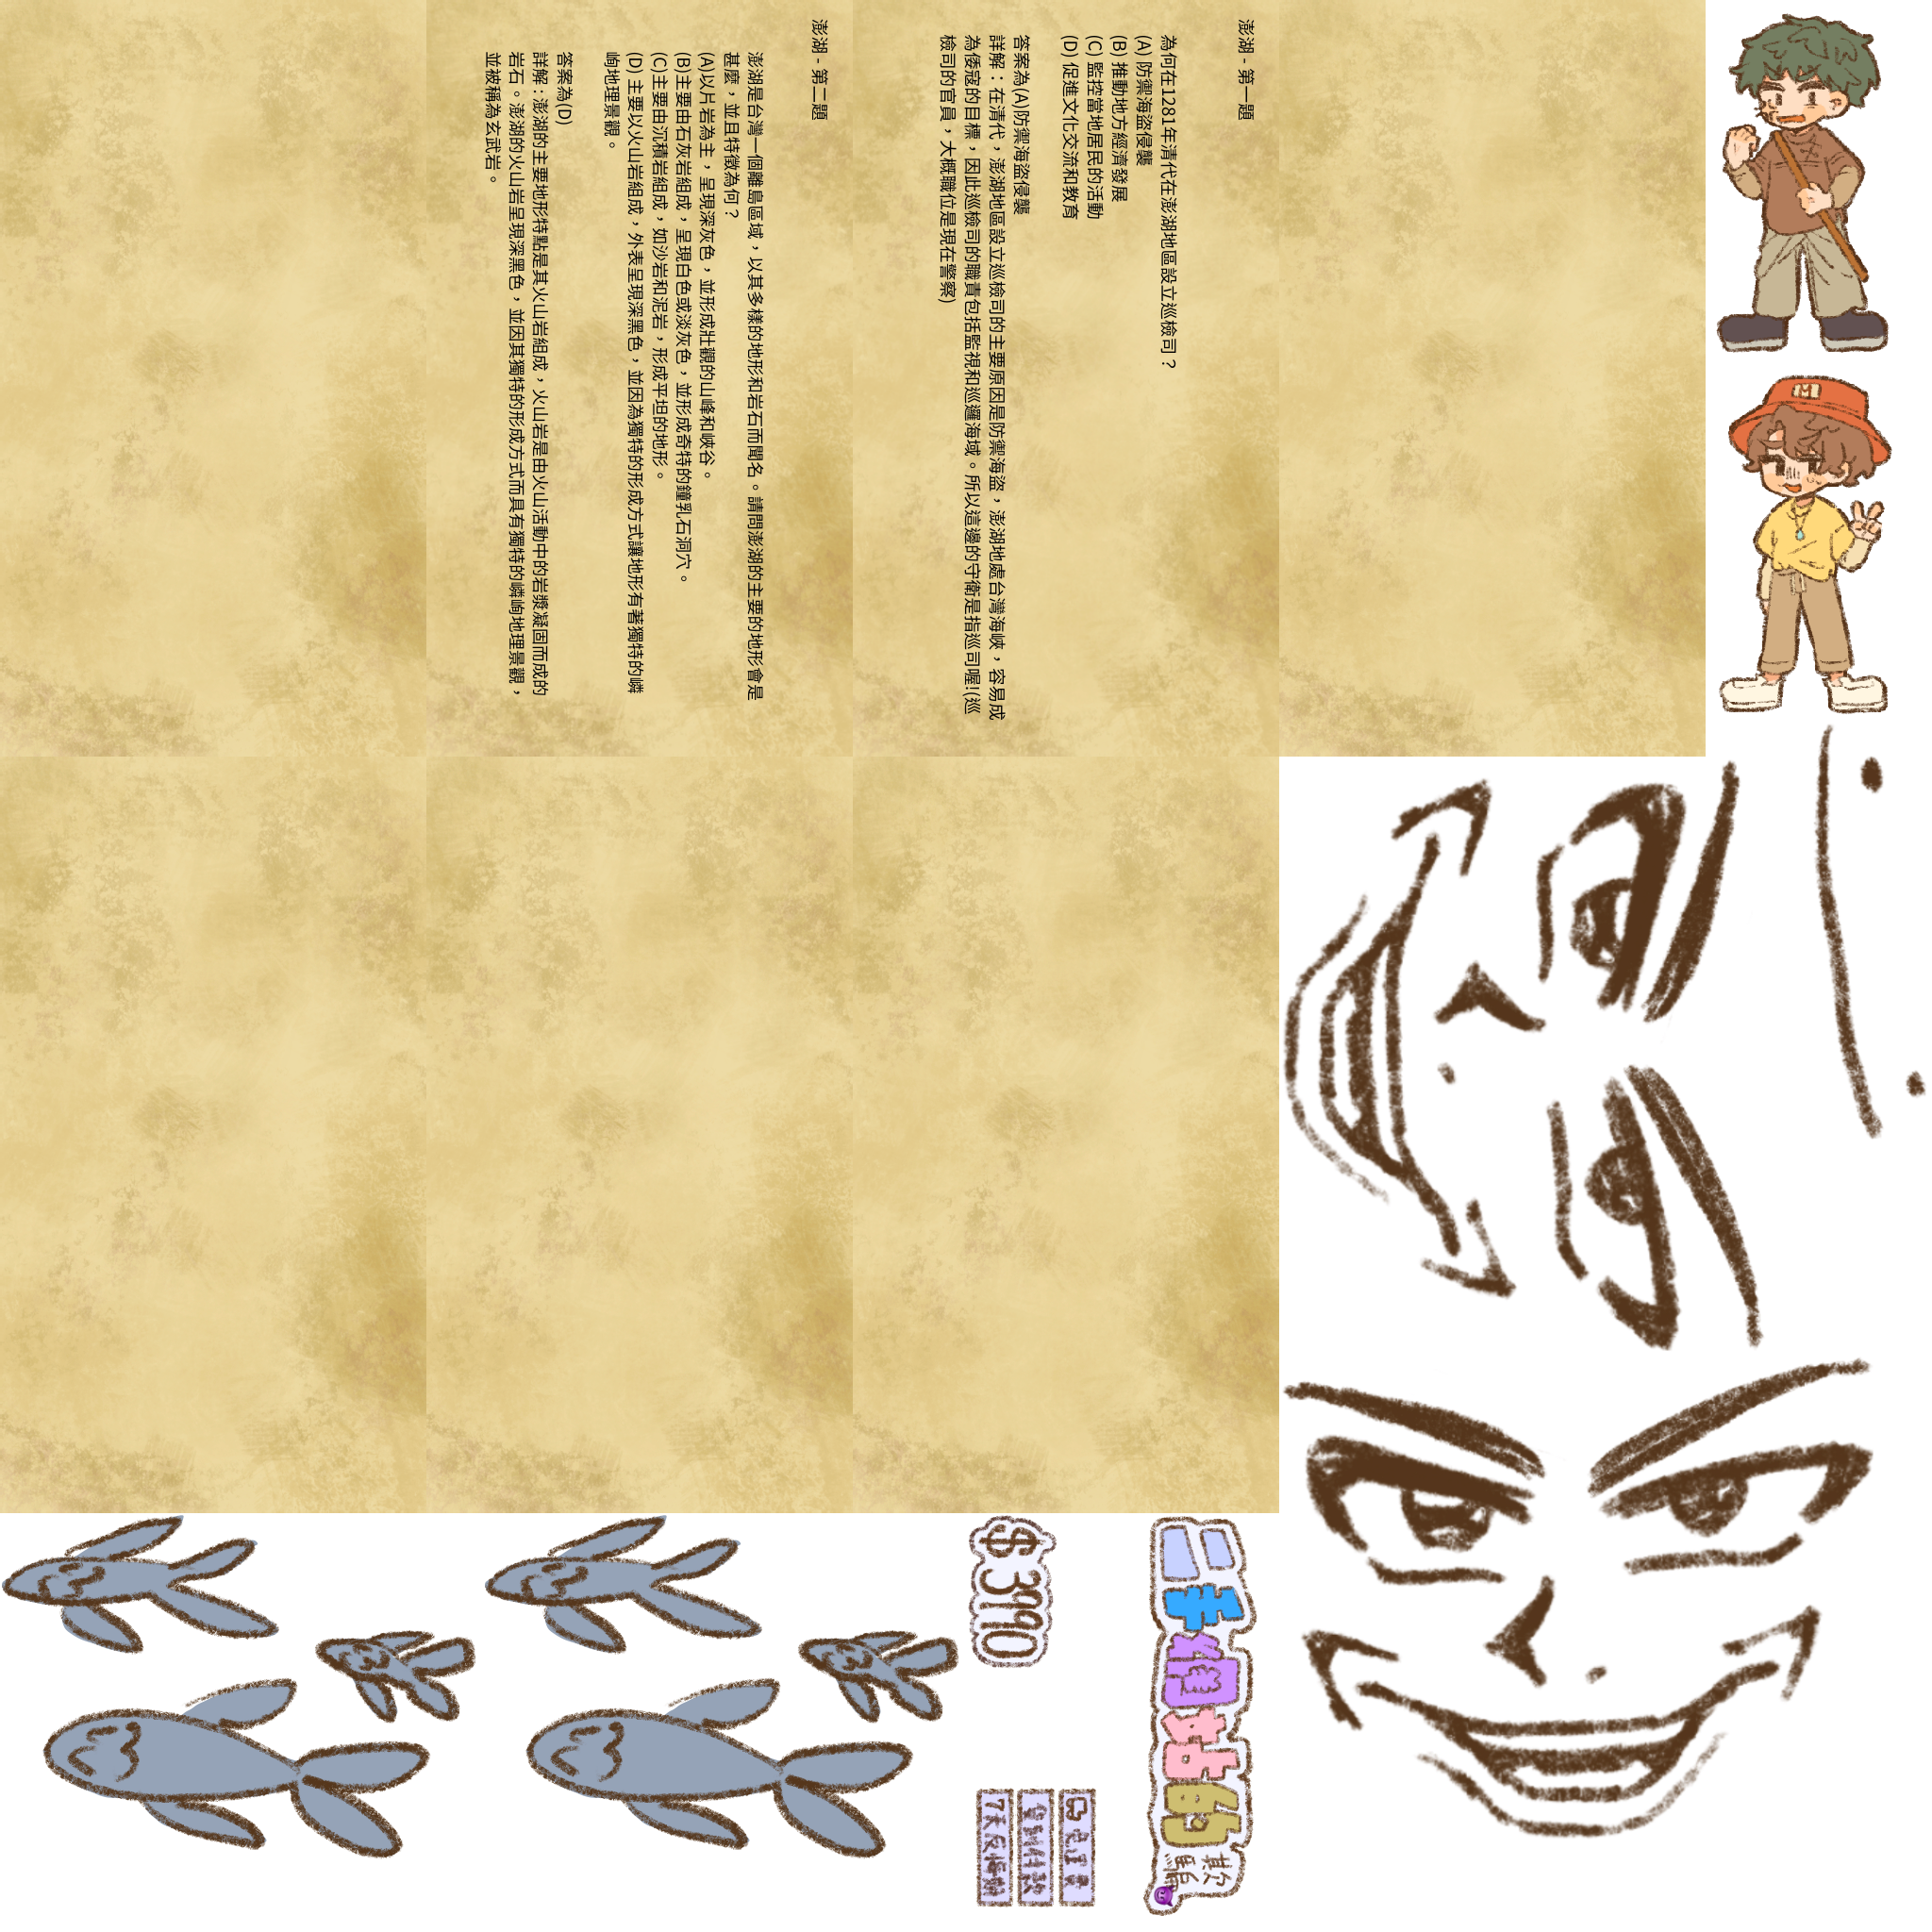 澎湖 - 第一題
為何在1281年清代在澎湖地區設立巡檢司？
(A) 防禦海盜侵襲
(B) 推動地方經濟發展
(C) 監控當地居民的活動
(D) 促進文化交流和教育
答案為(A)防禦海盜侵襲
詳解：在清代，澎湖地區設立巡檢司的主要原因是防禦海盜，澎湖地處台灣海峽，容易成
為倭寇的目標，因此巡檢司的職責包括監視和巡邏海域。所以這邊的守衛是指巡司喔!(巡
檢司的官員，大概職位是現在警察)
澎湖 - 第二題
澎湖是台灣一個離島區域，以其多樣的地形和岩石而聞名。請問澎湖的主要的地形會是
甚麼，並且特徵為何？
(A)以片岩為主，呈現深灰色，並形成壯觀的山峰和峽谷。
(B)主要由石灰岩組成，呈現白色或淡灰色，並形成奇特的鐘乳石洞穴。
(C)主要由沉積岩組成，如沙岩和泥岩，形成平坦的地形。
(D) 主要以火山岩組成，外表呈現深黑色，並因為獨特的形成方式讓地形有著獨特的嶙
峋地理景觀。
答案為(D)
詳解：澎湖的主要地形特點是其火山岩組成，火山岩是由火山活動中的岩漿凝固而成的
岩石。澎湖的火山岩呈現深黑色，並因其獨特的形成方式而具有獨特的嶙峋地理景觀，
並被稱為玄武岩。
M
二手値好的
欺騙
$3990
免運費
貨到付款
7天反悔期